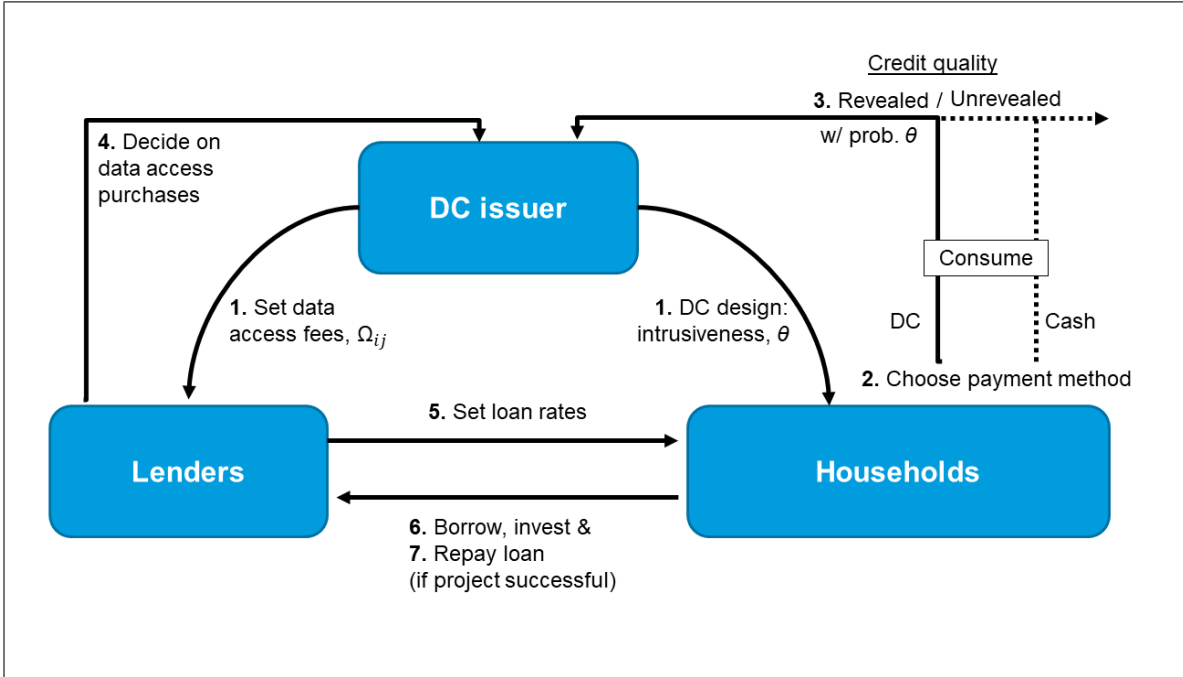 Credit quality
3. Revealed / Unrevealed
w/ prob. θ
4. Decide on
data access
purchases
DC issuer
Consume
1. Set data
access fees, Ωᵢⱼ
1. DC design:
intrusiveness, θ
DC
Cash
2. Choose payment method
5. Set loan rates
Lenders
Households
6. Borrow, invest &
7. Repay loan
(if project successful)